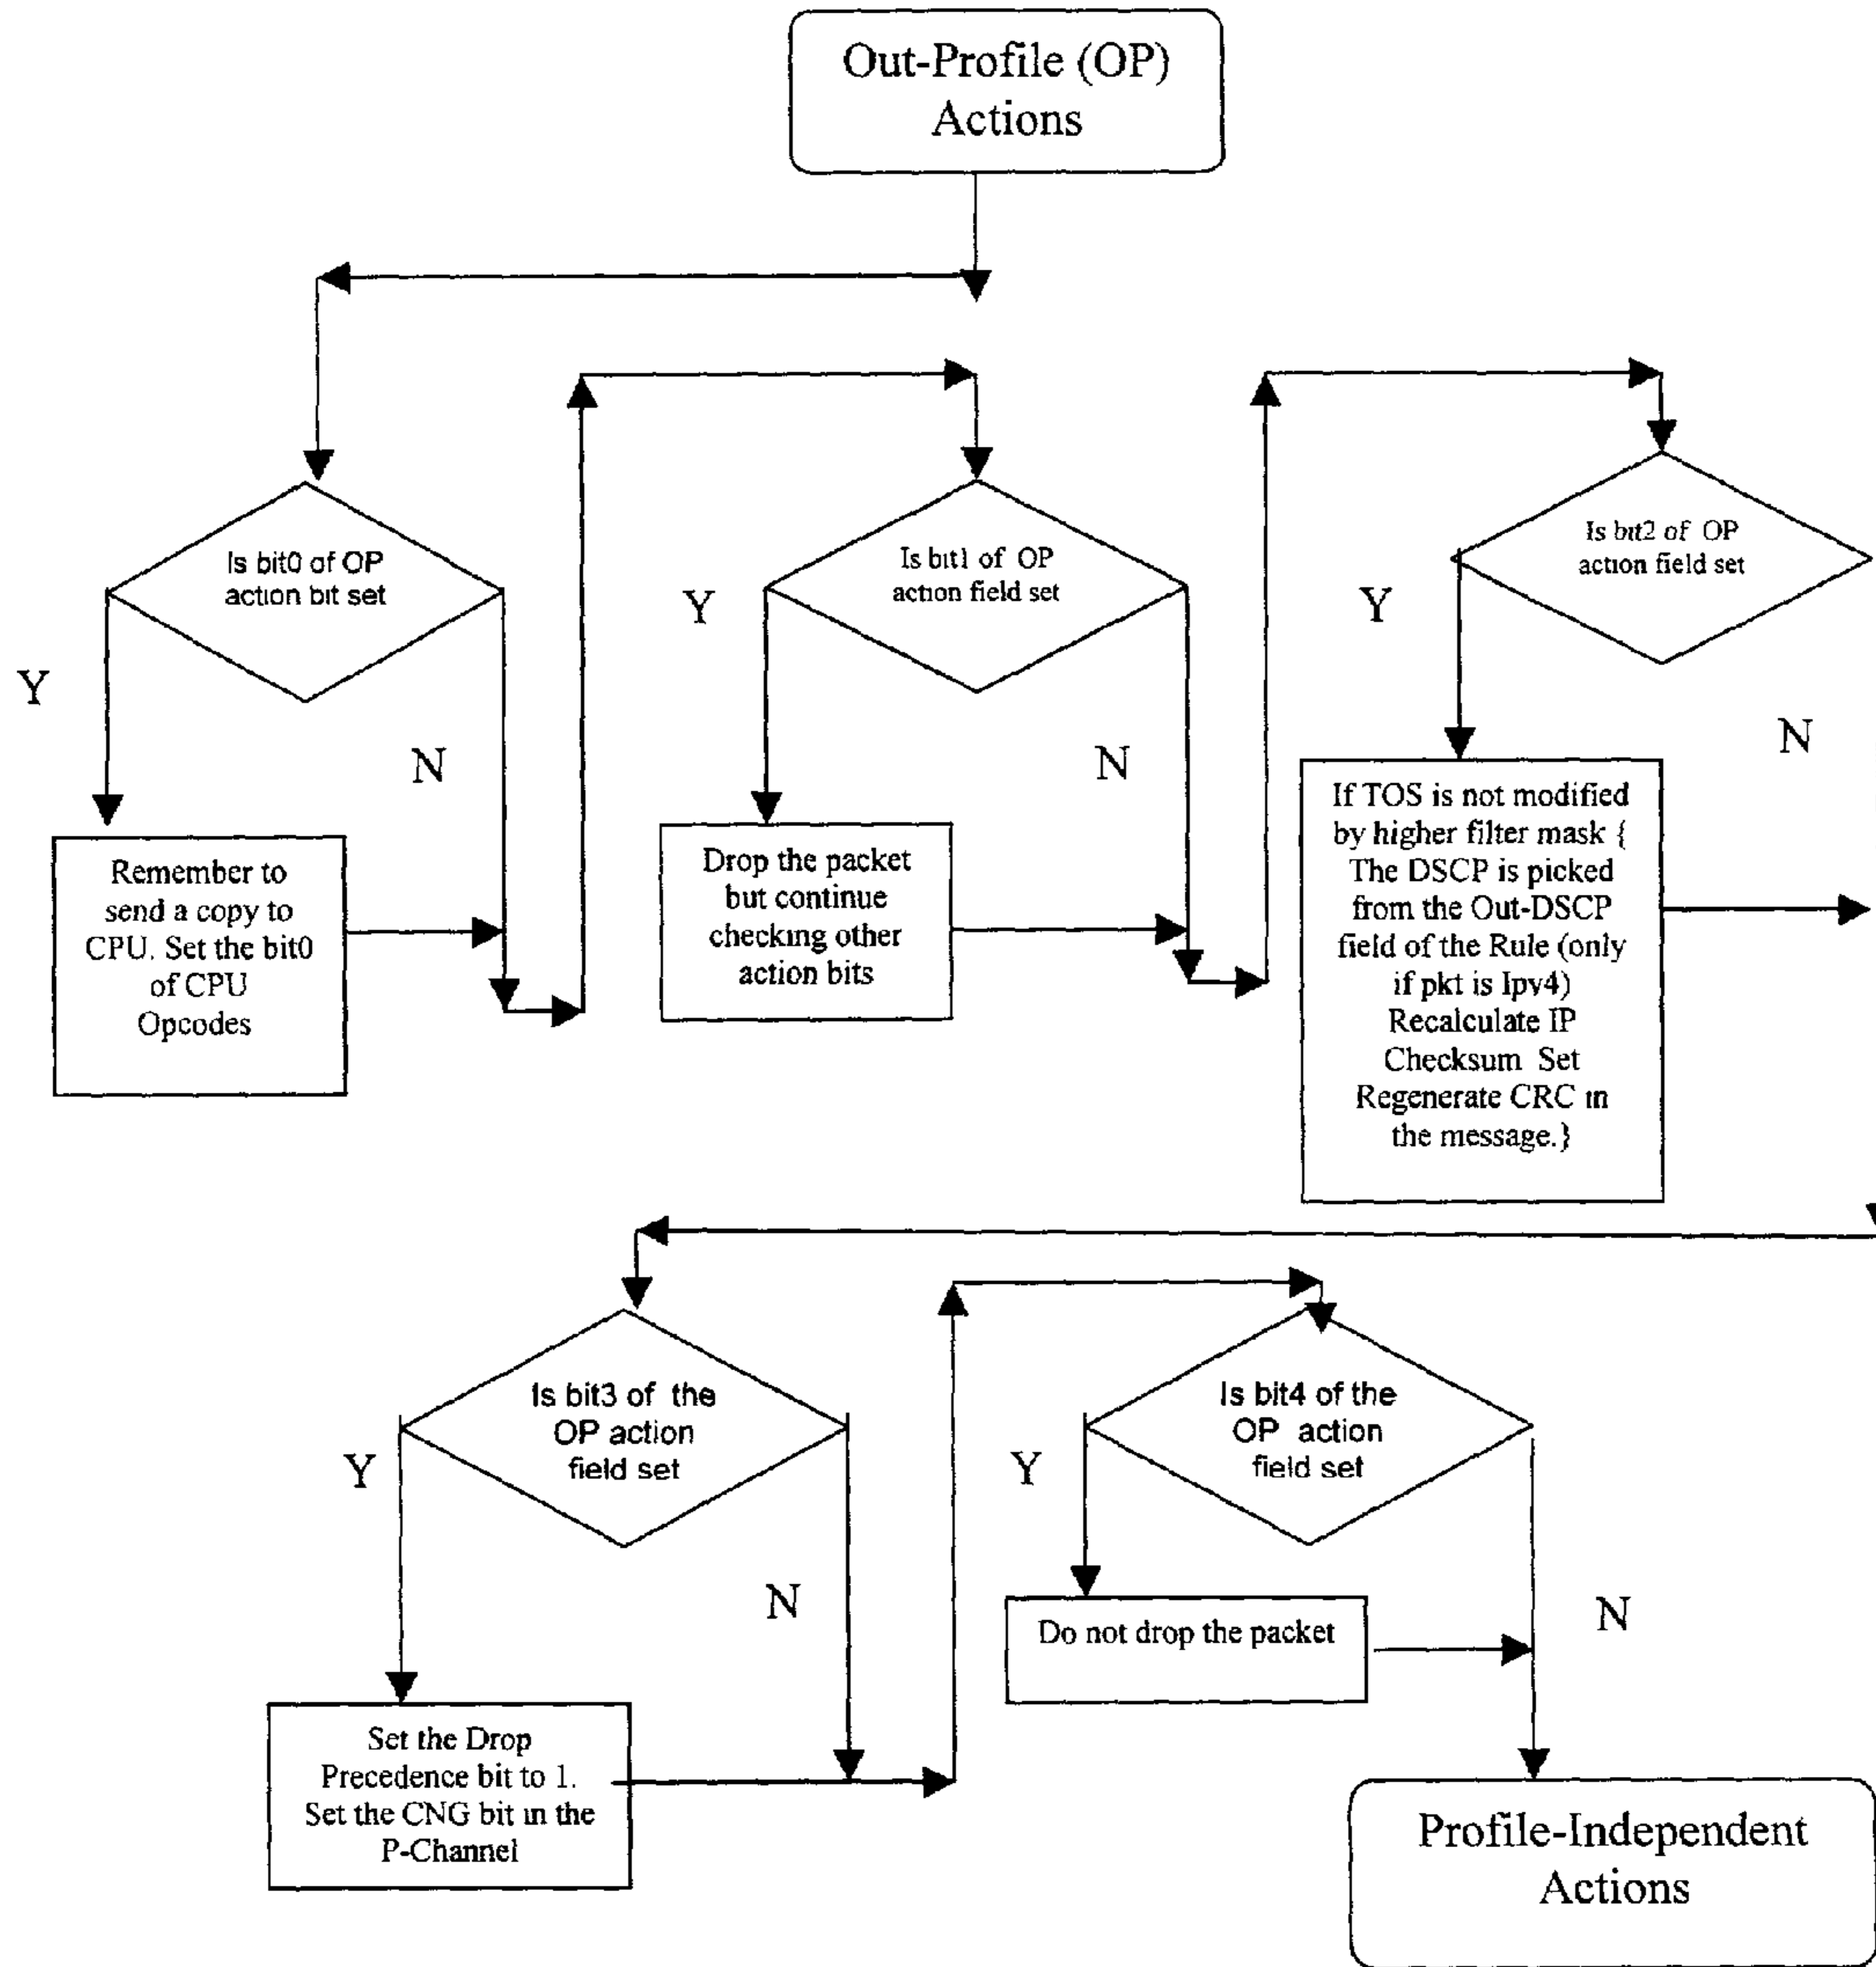 Out-Profile (OP)
Actions
Is bit0 of OP
action bit set
Y
N
Remember to
send a copy to
CPU. Set the bit0
of CPU
Opcodes
Is bit1 of OP
action field set
Y
N
Drop the packet
but continue
checking other
action bits
Is bit2 of OP
action field set
Y
N
If TOS is not modified
by higher filter mask {
The DSCP is picked
from the Out-DSCP
field of the Rule (only
if pkt is Ipv4)
Recalculate IP
Checksum Set
Regenerate CRC in
the message.}
Is bit3 of the
OP action
field set
Y
N
Set the Drop
Precedence bit to 1.
Set the CNG bit in the
P-Channel
Is bit4 of the
OP action
field set
Y
N
Do not drop the packet
Profile-Independent
Actions